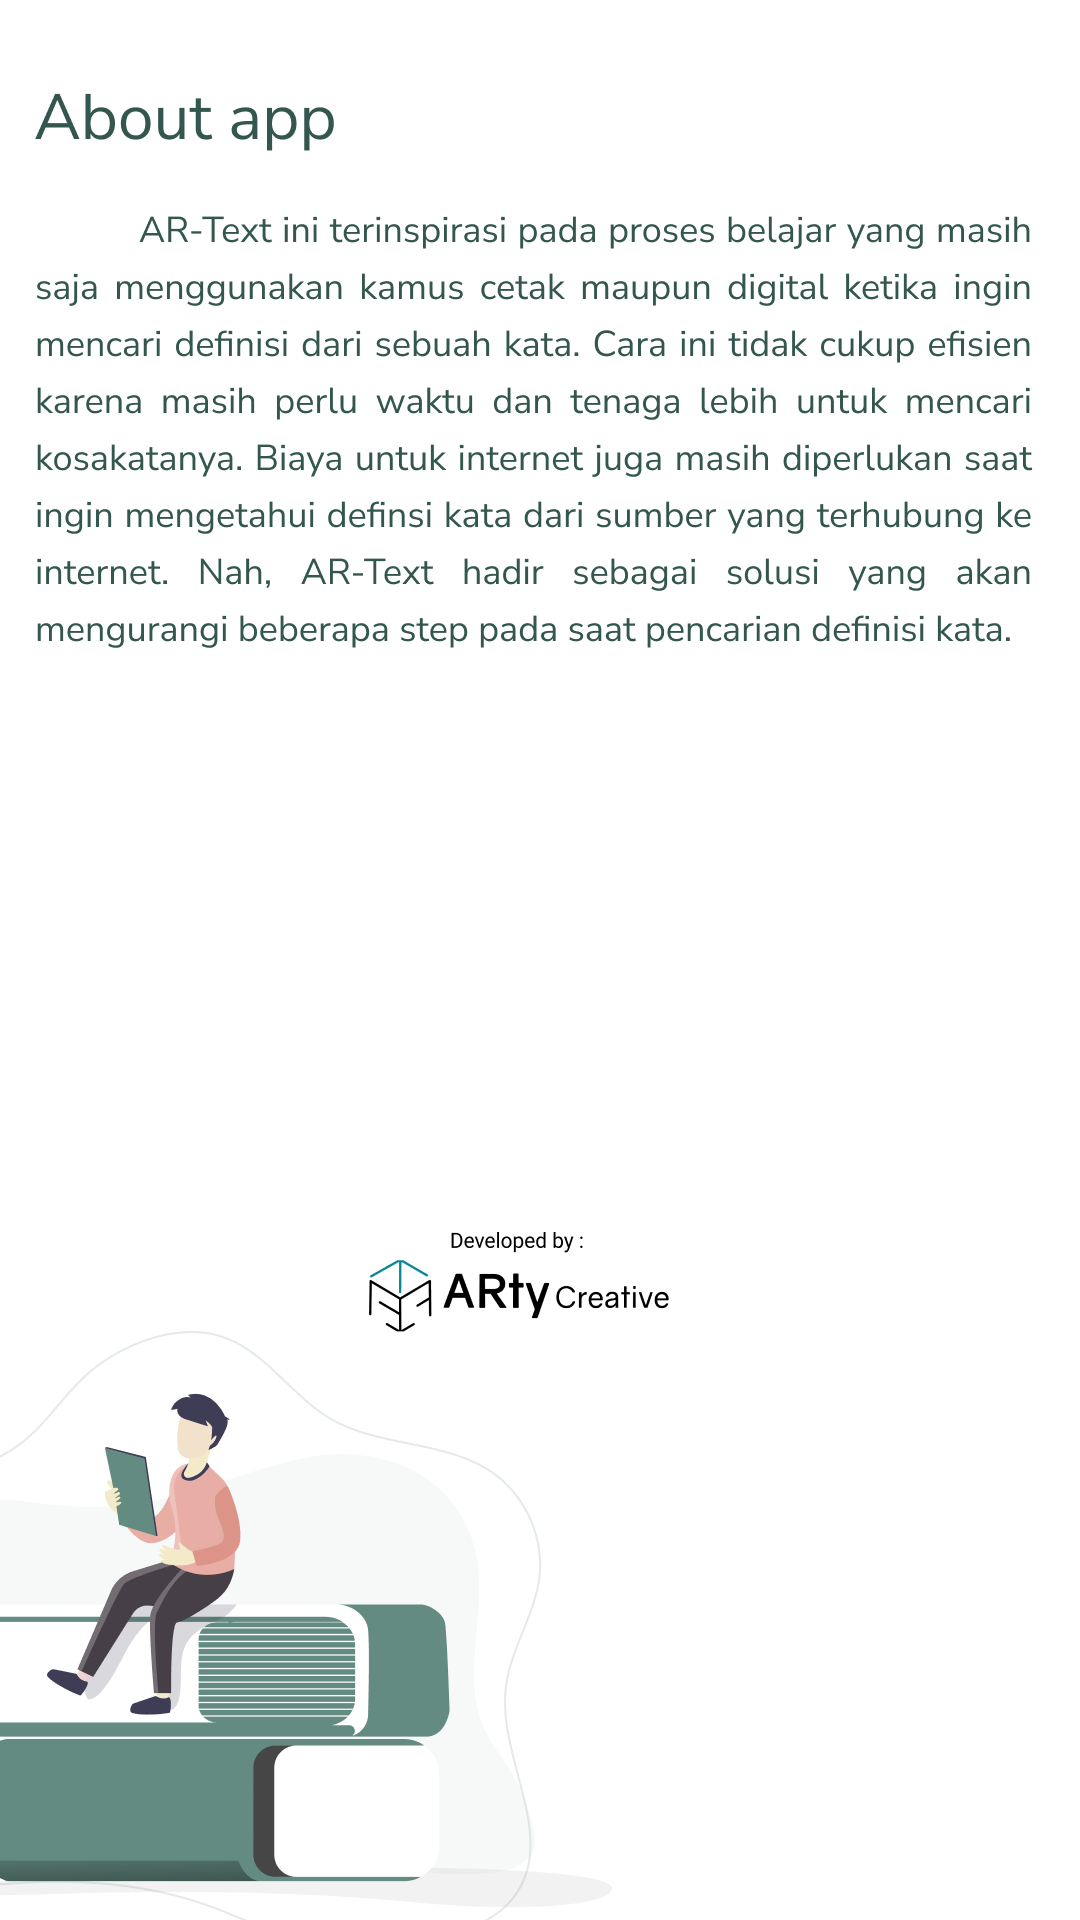 About app
AR-Text ini terinspirasi pada proses belajar yang masih
saja menggunakan kamus cetak maupun digital ketika ingin
mencari definisi dari sebuah kata. Cara ini tidak cukup efisien
karena masih perlu waktu dan tenaga lebih untuk mencari
kosakatanya. Biaya untuk internet juga masih diperlukan saat
ingin mengetahui definsi kata dari sumber yang terhubung ke
internet. Nah, AR-Text hadir sebagai solusi yang akan
mengurangi beberapa step pada saat pencarian definisi kata.
Developed by :
ARty Creative